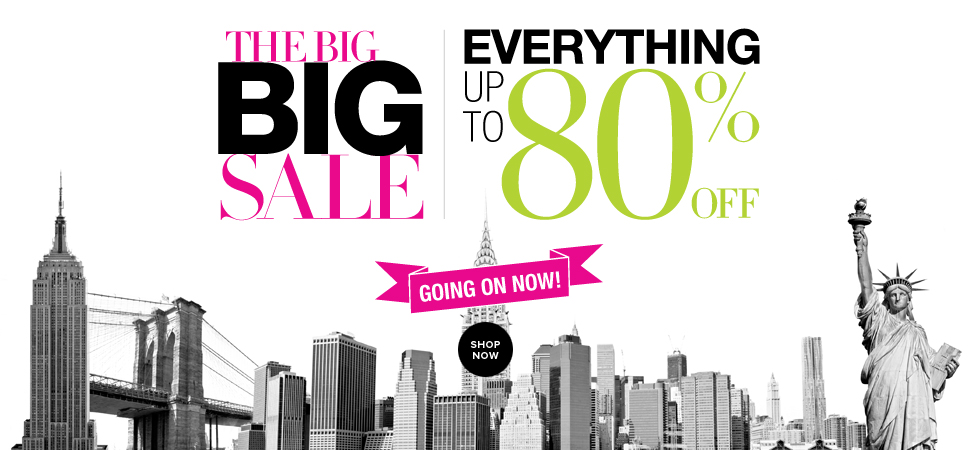 THE BIG
BIG
SALE
EVERYTHING
UP
TO
80%
OFF
GOING ON NOW!
SHOP
NOW